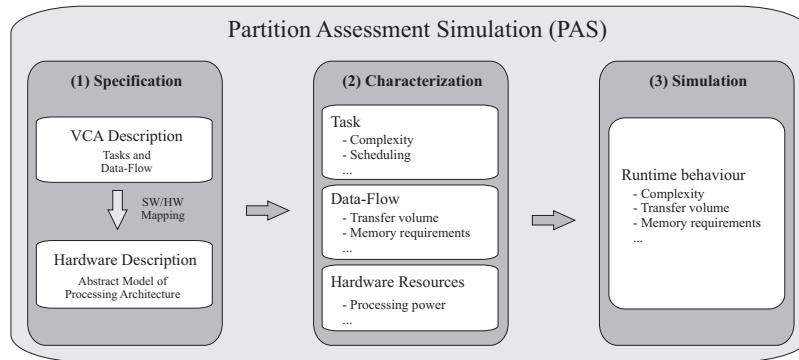 Partition Assessment Simulation (PAS)
(1) Specification
VCA Description
Tasks and
Data-Flow
SW/HW
Mapping
Hardware Description
Abstract Model of
Processing Architecture
(2) Characterization
Task
- Complexity
- Scheduling
...
Data-Flow
- Transfer volume
- Memory requirements
...
Hardware Resources
- Processing power
...
(3) Simulation
Runtime behaviour
- Complexity
- Transfer volume
- Memory requirements
...